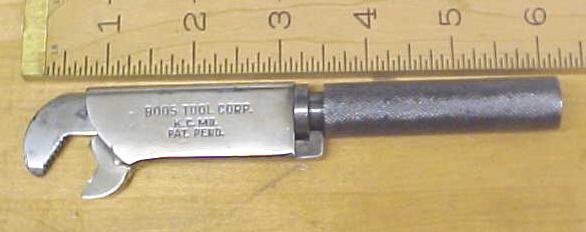 1 2 3 4 5 6
BOOS TOOL CORP.
K.C. MO.
PAT. PEND.